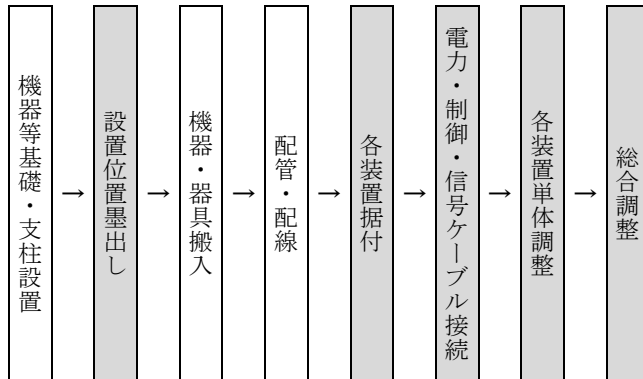 機器等基礎・支柱設置
→
設置位置墨出し
→
機器・器具搬入
→
配管・配線
→
各装置据付
→
電力・制御・信号ケーブル接続
→
各装置単体調整
→
総合調整